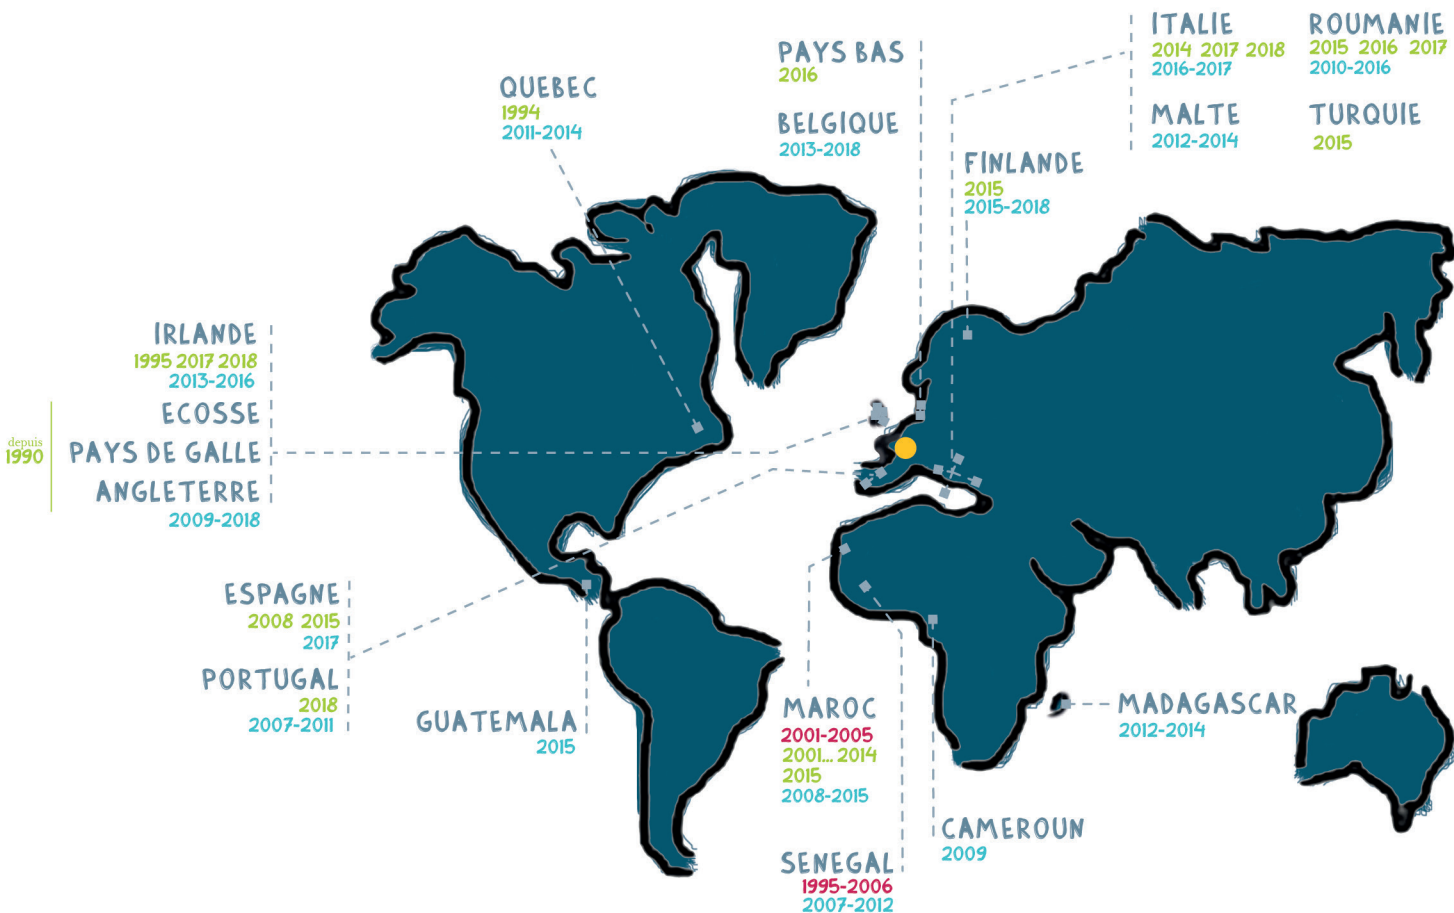 ITALIE
2014 2017 2018
2016-2017
ROUMANIE
2015 2016 2017
2010-2016
MALTE
2012-2014
TURQUIE
2015
PAYS BAS
2016
BELGIQUE
2013-2018
QUEBEC
1994
2011-2014
FINLANDE
2015
2015-2018
IRLANDE
1995 2017 2018
2013-2016
ECOSSE
depuis
1990
PAYS DE GALLE
ANGLETERRE
2009-2018
ESPAGNE
2008 2015
2017
PORTUGAL
2018
2007-2011
GUATEMALA
2015
MAROC
2001-2005
2001... 2014
2015
2008-2015
MADAGASCAR
2012-2014
CAMEROUN
2009
SENEGAL
1995-2006
2007-2012